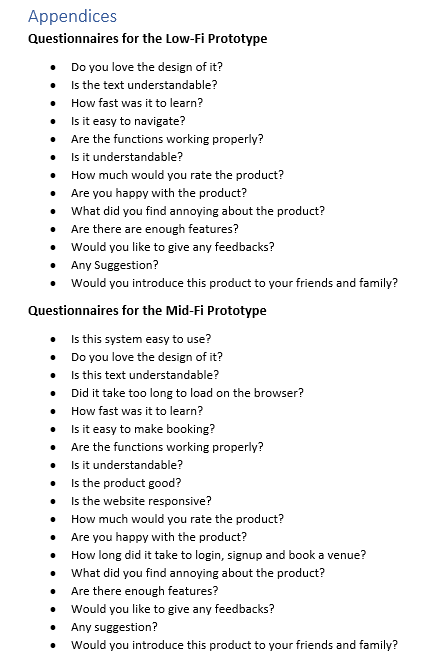 Appendices
Questionnaires for the Low-Fi Prototype
• Do you love the design of it?
• Is the text understandable?
• How fast was it to learn?
• Is it easy to navigate?
• Are the functions working properly?
• Is it understandable?
• How much would you rate the product?
• Are you happy with the product?
• What did you find annoying about the product?
• Are there are enough features?
• Would you like to give any feedbacks?
• Any Suggestion?
• Would you introduce this product to your friends and family?
Questionnaires for the Mid-Fi Prototype
• Is this system easy to use?
• Do you love the design of it?
• Is this text understandable?
• Did it take too long to load on the browser?
• How fast was it to learn?
• Is it easy to make booking?
• Are the functions working properly?
• Is it understandable?
• Is the product good?
• Is the website responsive?
• How much would you rate the product?
• Are you happy with the product?
• How long did it take to login, signup and book a venue?
• What did you find annoying about the product?
• Are there enough features?
• Would you like to give any feedbacks?
• Any suggestion?
• Would you introduce this product to your friends and family?